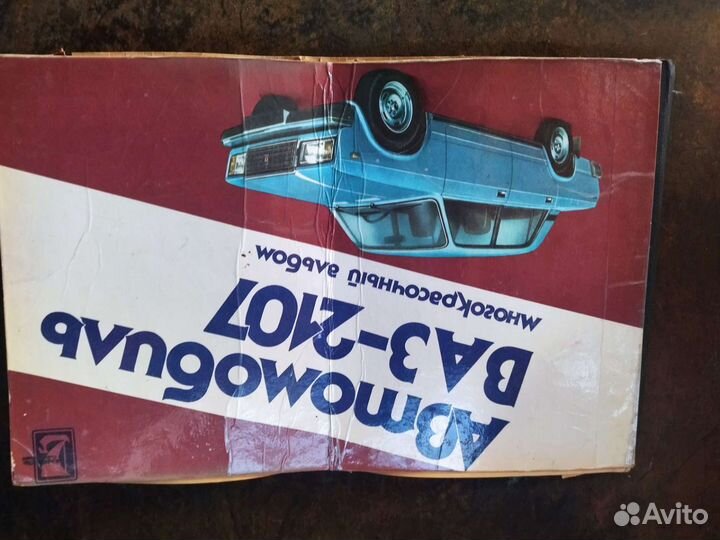 Автомобиль
ВАЗ-2107
многокрасочный альбом
Avito